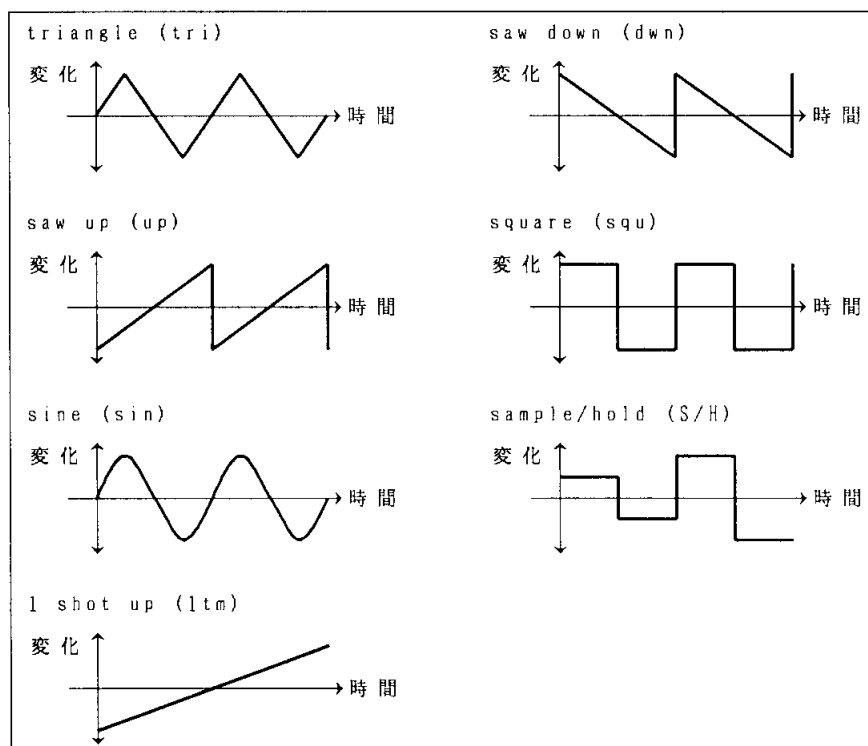 triangle (tri)
変化
時間
saw down (dwn)
変化
時間
saw up (up)
変化
時間
square (squ)
変化
時間
sine (sin)
変化
時間
sample/hold (S/H)
変化
時間
1 shot up (1tm)
変化
時間